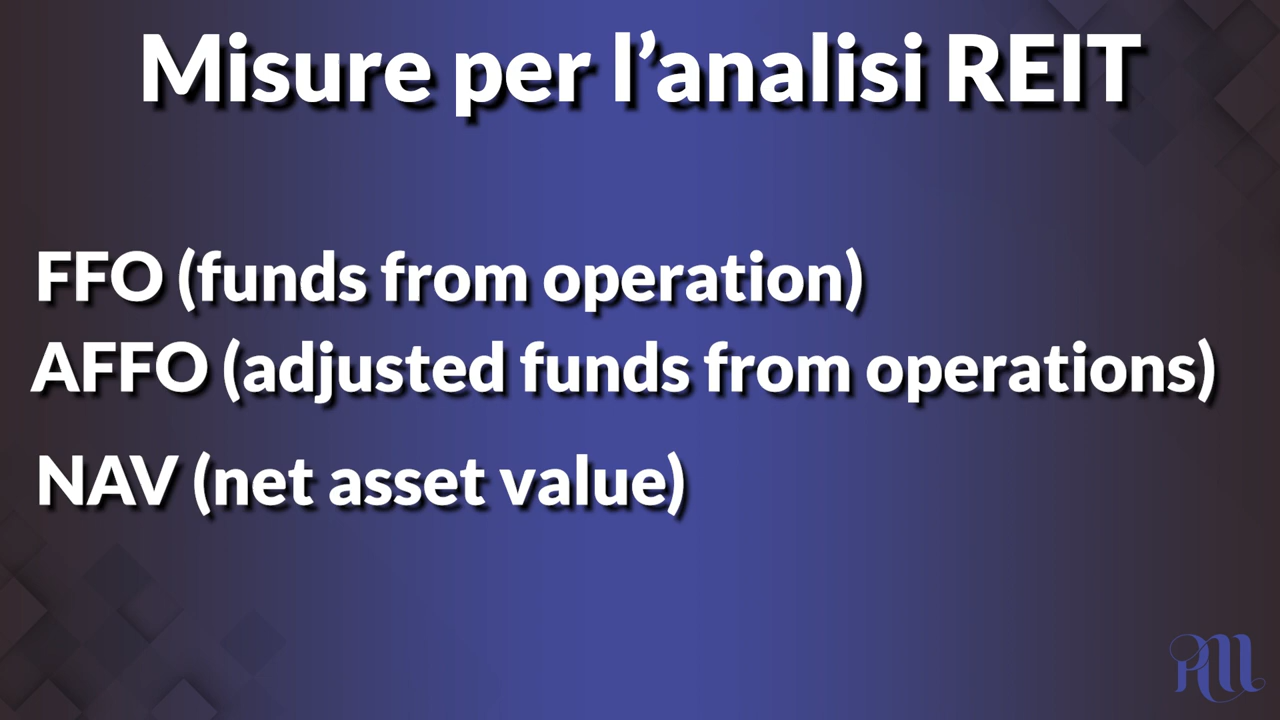 Misure per l’analisi REIT
FFO (funds from operation)
AFFO (adjusted funds from operations)
NAV (net asset value)